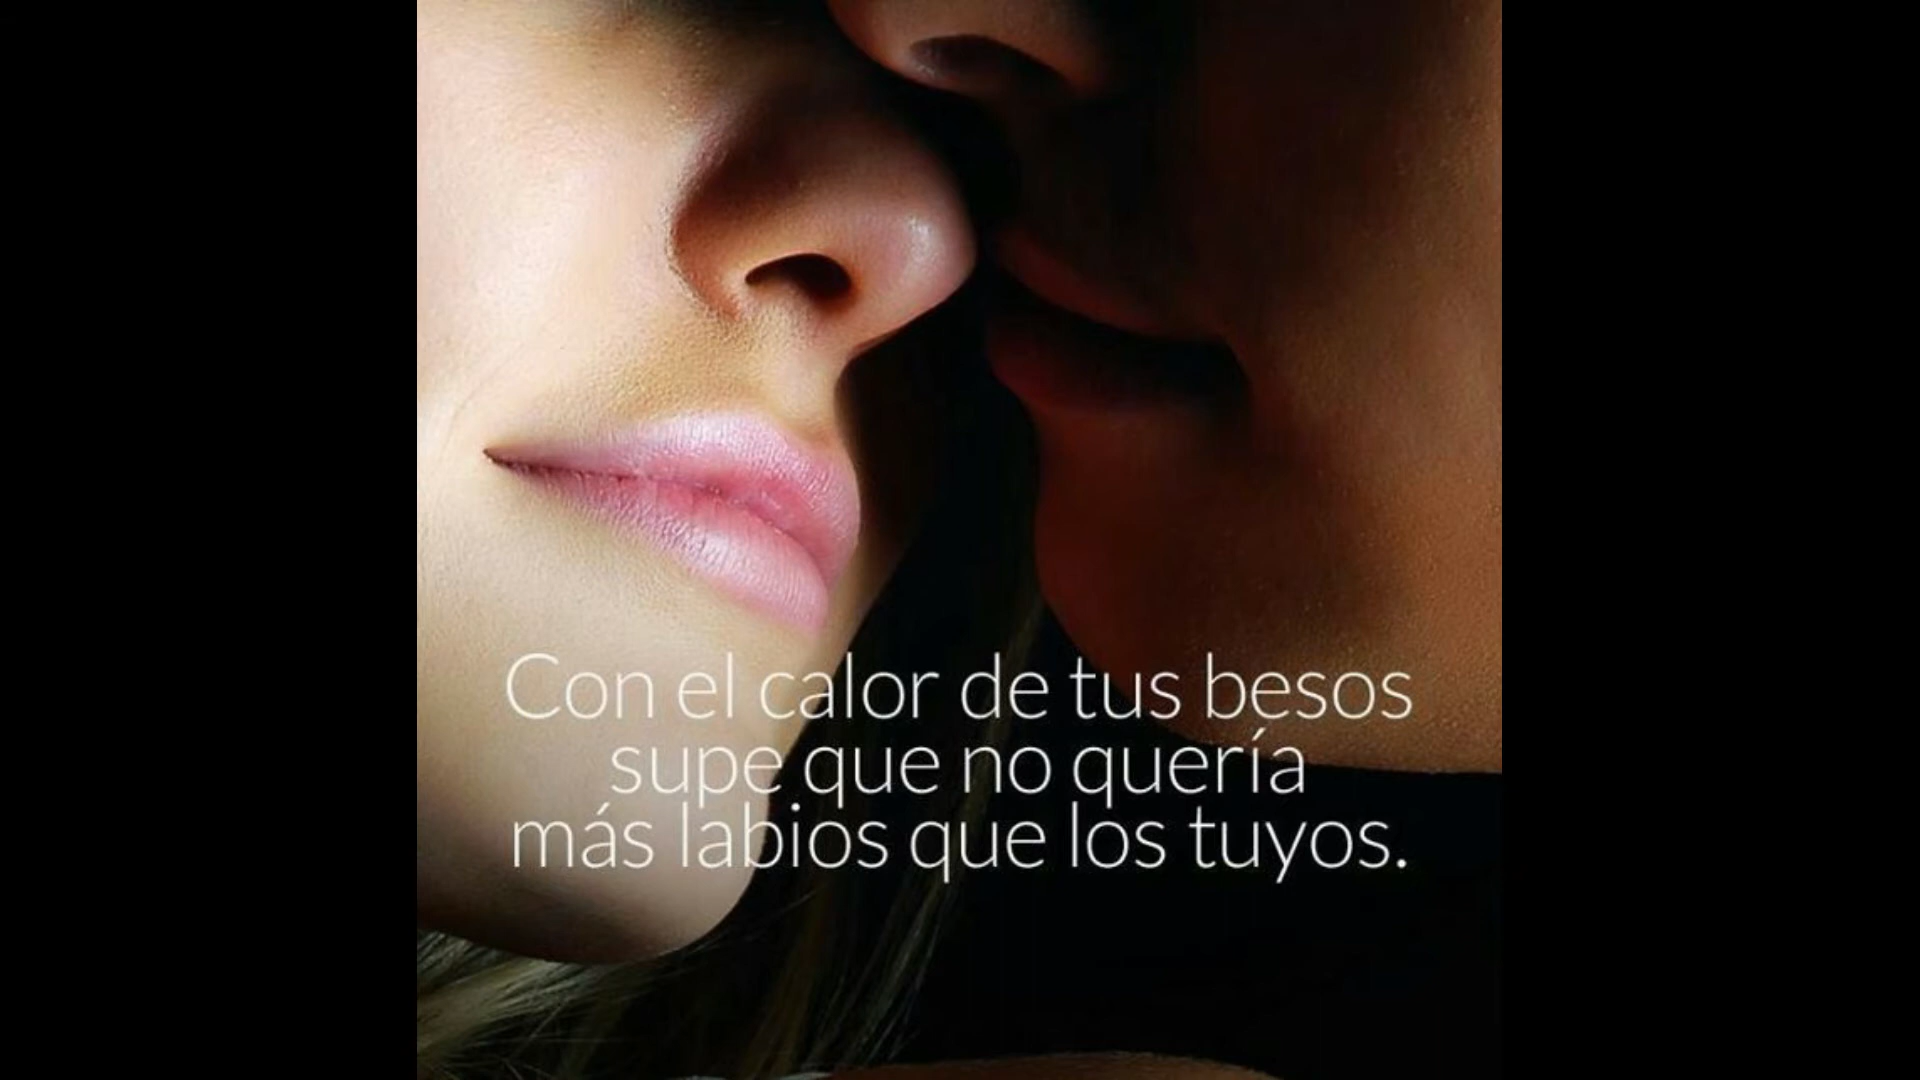 Con el calor de tus besos
supe que no quería
más labios que los tuyos.